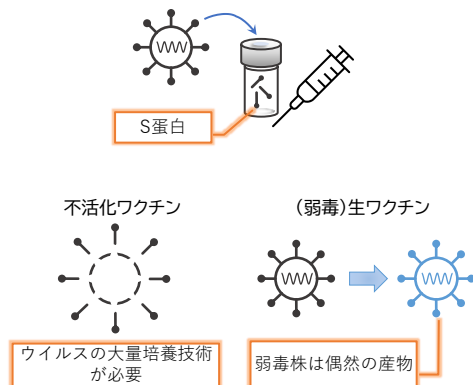 S蛋白
不活化ワクチン
(弱毒)生ワクチン
ウイルスの大量培養技術
が必要
弱毒株は偶然の産物